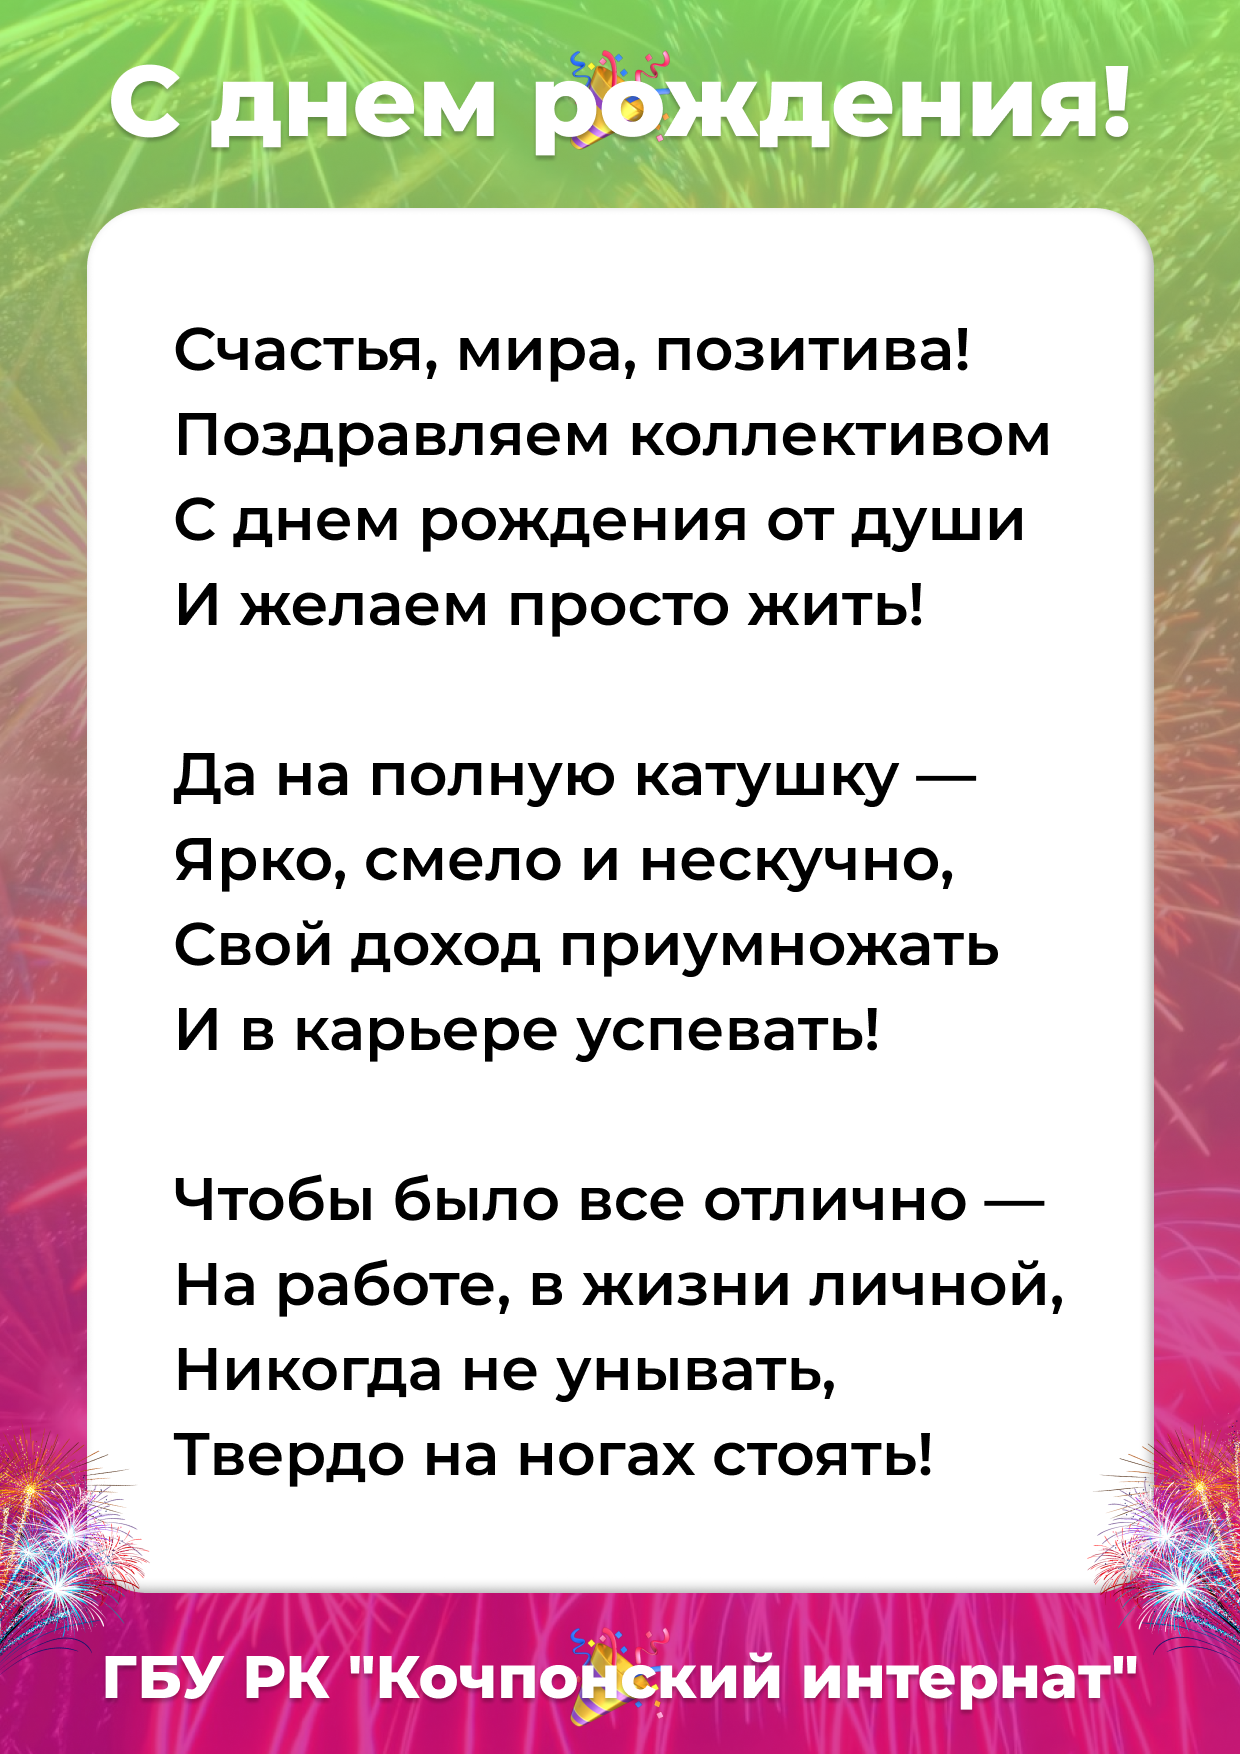 С днем рождения!
Счастья, мира, позитива!
Поздравляем коллективом
С днем рождения от души
И желаем просто жить!
Да на полную катушку —
Ярко, смело и нескучно,
Свой доход приумножать
И в карьере успевать!
Чтобы было все отлично —
На работе, в жизни личной,
Никогда не унывать,
Твердо на ногах стоять!
ГБУ РК "Кочпонский интернат"